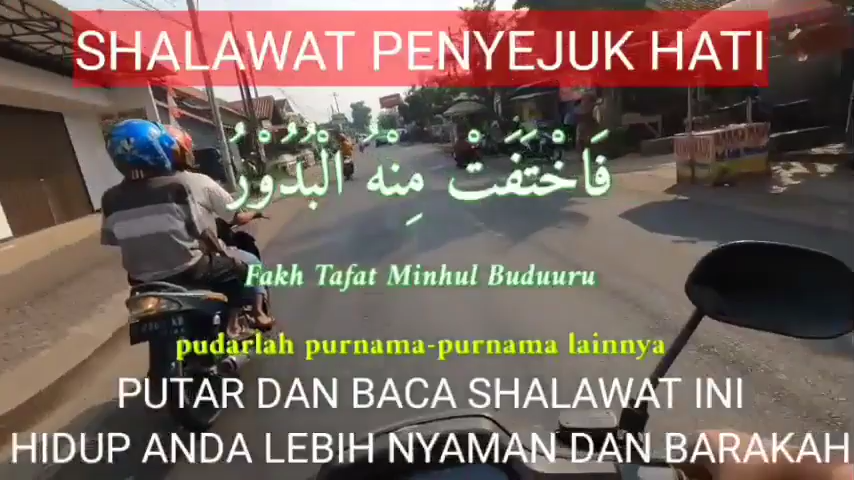 SHALAWAT PENYEJUK HATI
فَاخْتَفَتْ مِنْهُ الْبُدُوْرُ
Fakh Tafat Minhul Buduuru
pudarlah purnama-purnama lainnya
PUTAR DAN BACA SHALAWAT INI
HIDUP ANDA LEBIH NYAMAN DAN BARAKAH